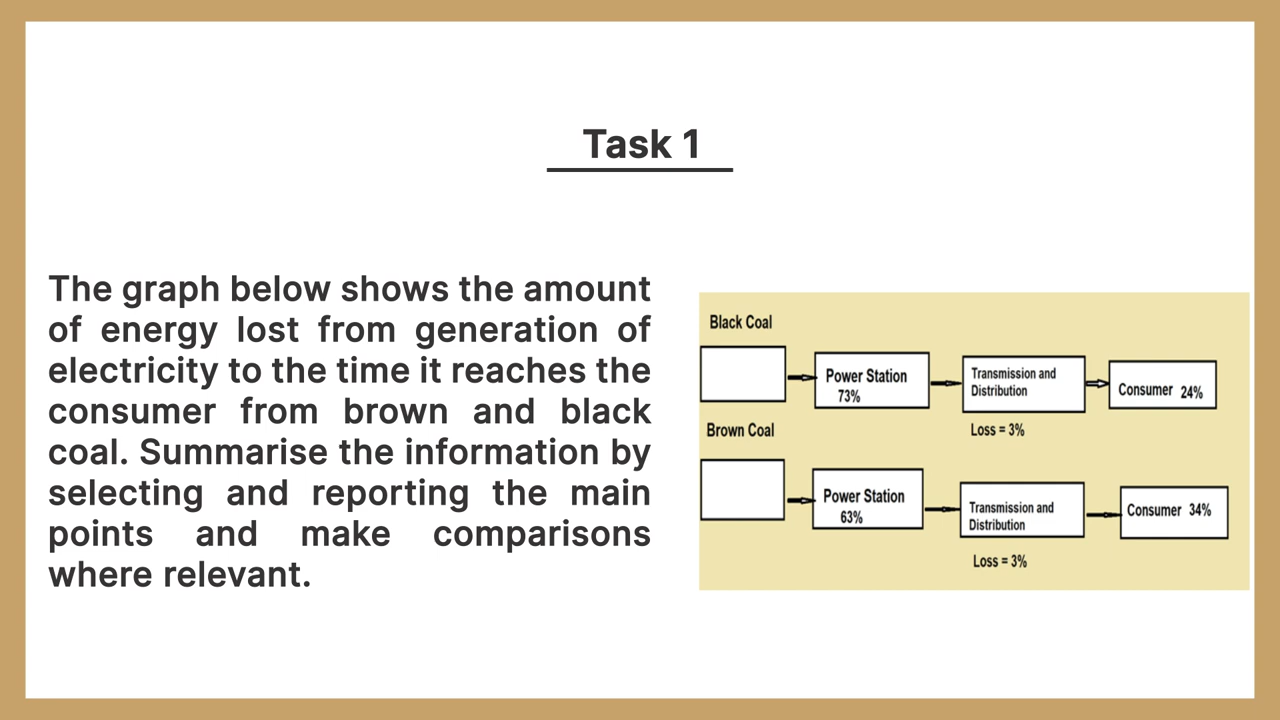 Task 1
The graph below shows the amount
of energy lost from generation of
electricity to the time it reaches the
consumer from brown and black
coal. Summarise the information by
selecting and reporting the main
points and make comparisons
where relevant.
Black Coal
Power Station
73%
Transmission and
Distribution
Consumer 24%
Loss = 3%
Brown Coal
Power Station
63%
Transmission and
Distribution
Consumer 34%
Loss = 3%